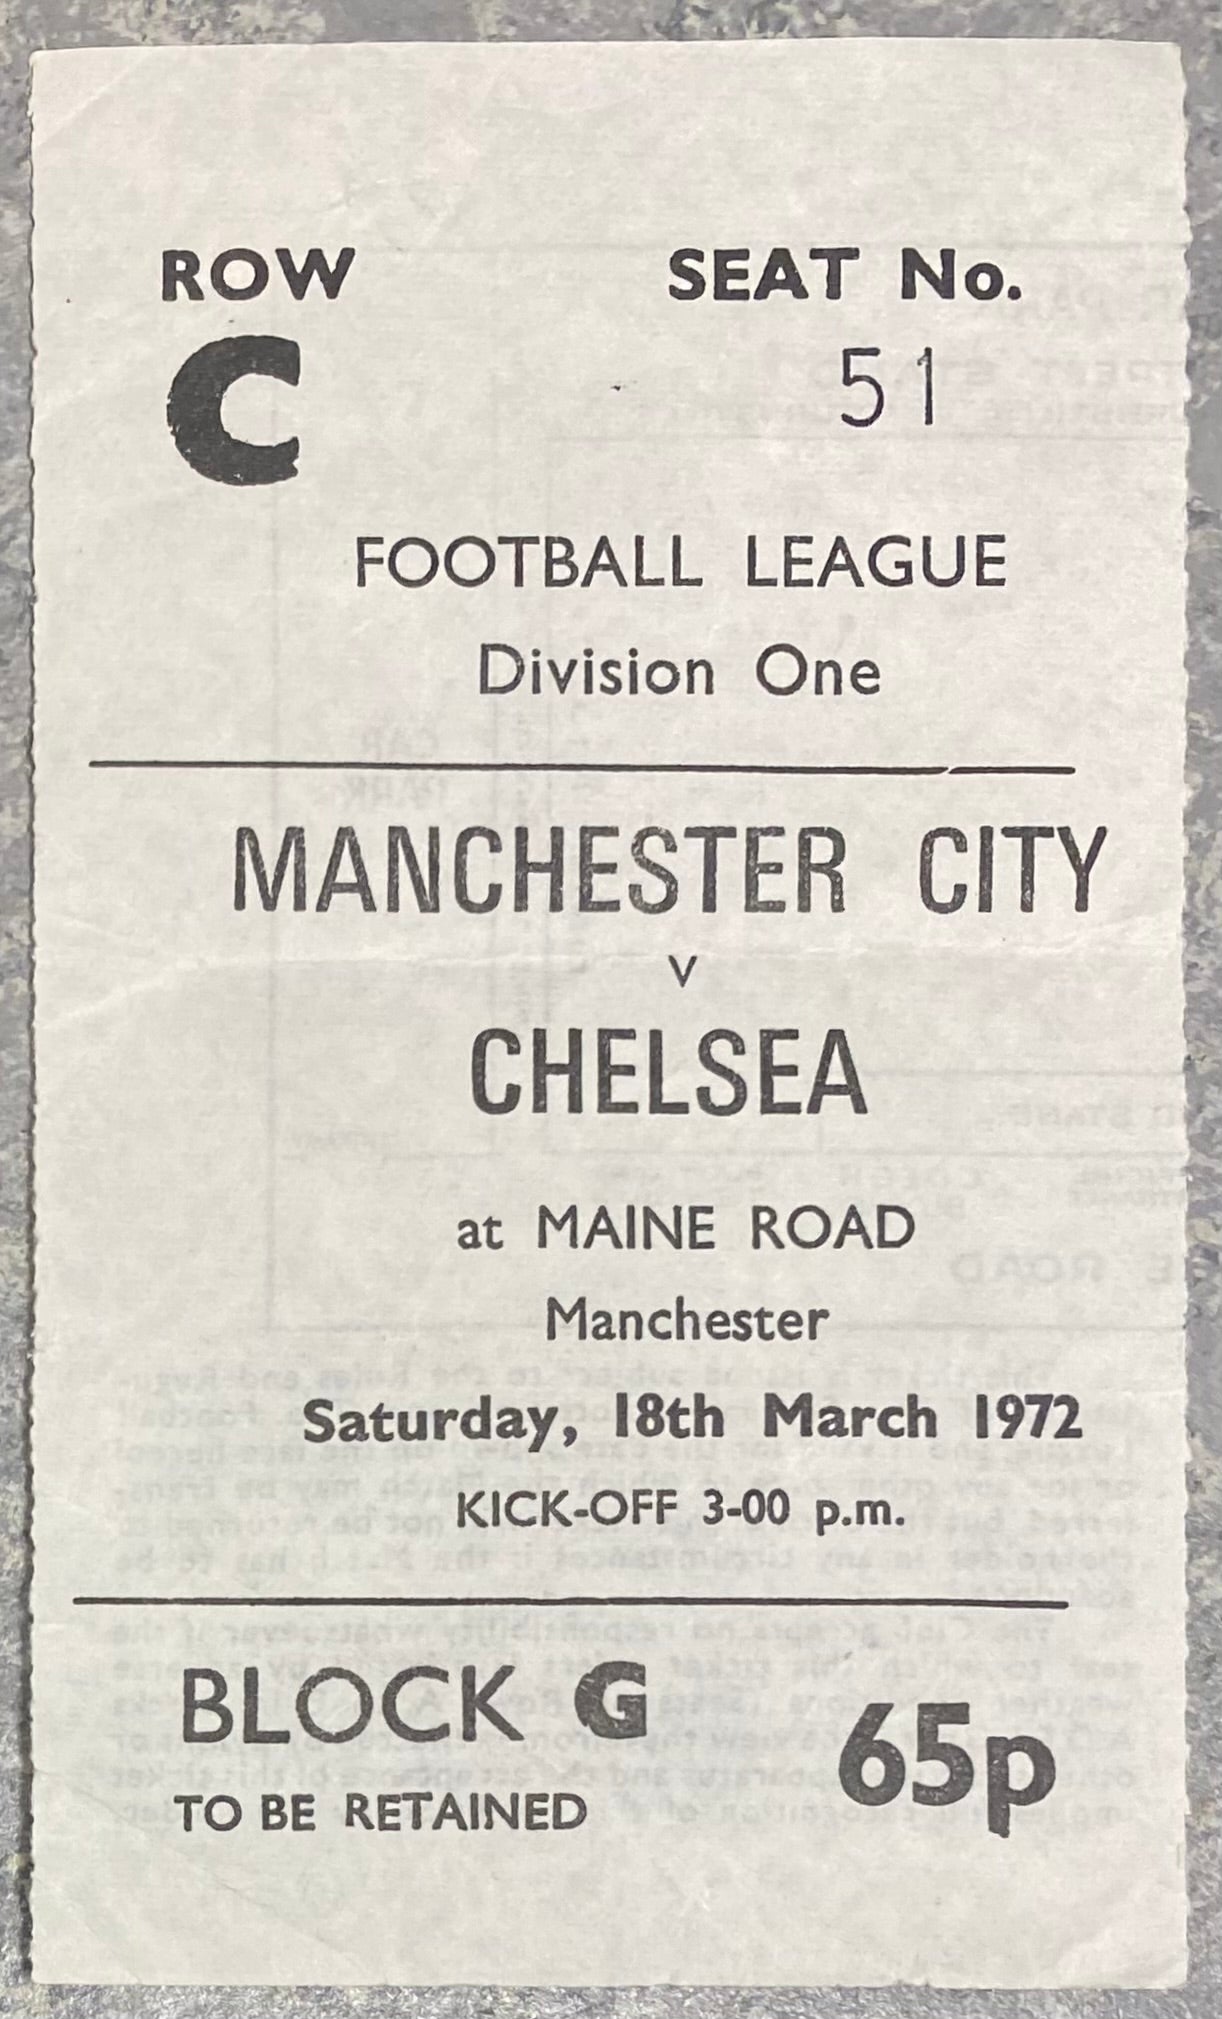 ROW SEAT No.
C 51
FOOTBALL LEAGUE
Division One
MANCHESTER CITY
v
CHELSEA
at MAINE ROAD
Manchester
Saturday, 18th March 1972
KICK-OFF 3-00 p.m.
BLOCK G 65p
TO BE RETAINED